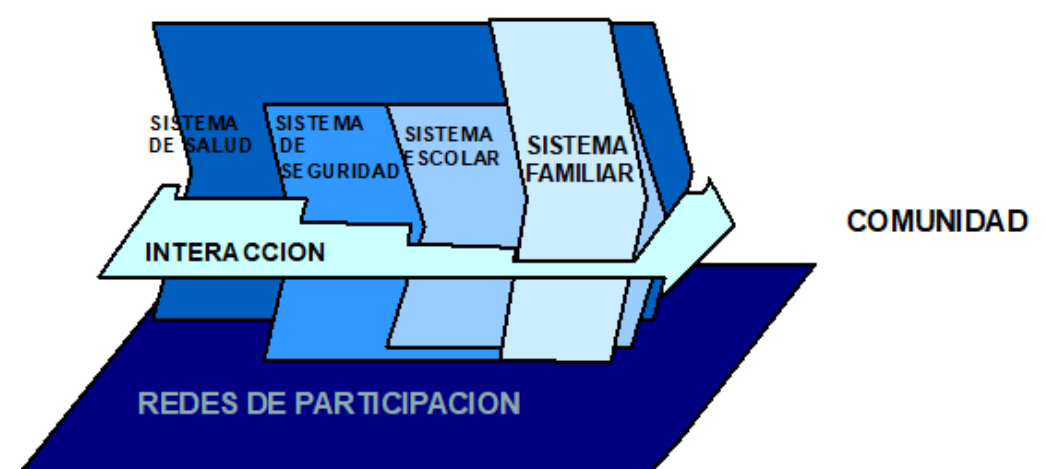 SISTEMA
DE SALUD
SISTEMA
DE
SEGURIDAD
SISTEMA
ESCOLAR
SISTEMA
FAMILIAR
COMUNIDAD
INTERACCION
REDES DE PARTICIPACION